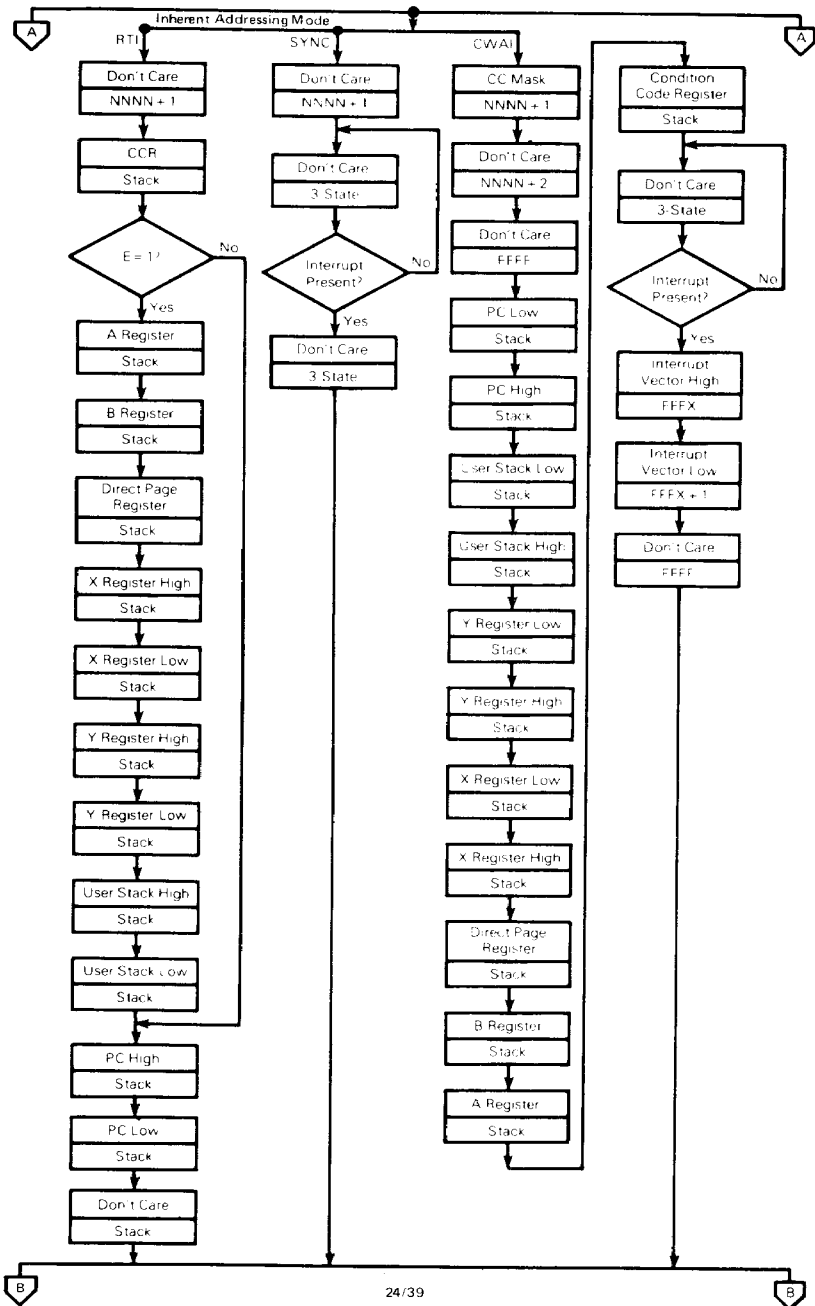 Inherent Addressing Mode
A
A
RTI
Don't Care
NNNN + 1
CCR
Stack
E = 1?
No
Yes
A Register
Stack
B Register
Stack
Direct Page
Register
Stack
X Register High
Stack
X Register Low
Stack
Y Register High
Stack
Y Register Low
Stack
User Stack High
Stack
User Stack Low
Stack
PC High
Stack
PC Low
Stack
Don't Care
Stack
SYNC
Don't Care
NNNN + 1
Don't Care
3-State
Interrupt
Present?
No
Yes
Don't Care
3-State
CWAI
CC Mask
NNNN + 1
Don't Care
NNNN + 2
Don't Care
FFFF
PC Low
Stack
PC High
Stack
User Stack Low
Stack
User Stack High
Stack
Y Register Low
Stack
Y Register High
Stack
X Register Low
Stack
X Register High
Stack
Direct Page
Register
Stack
B Register
Stack
A Register
Stack
Condition
Code Register
Stack
Don't Care
3-State
Interrupt
Present?
No
Yes
Interrupt
Vector High
FFFX
Interrupt
Vector Low
FFFX + 1
Don't Care
FFFF
B
B
24/39